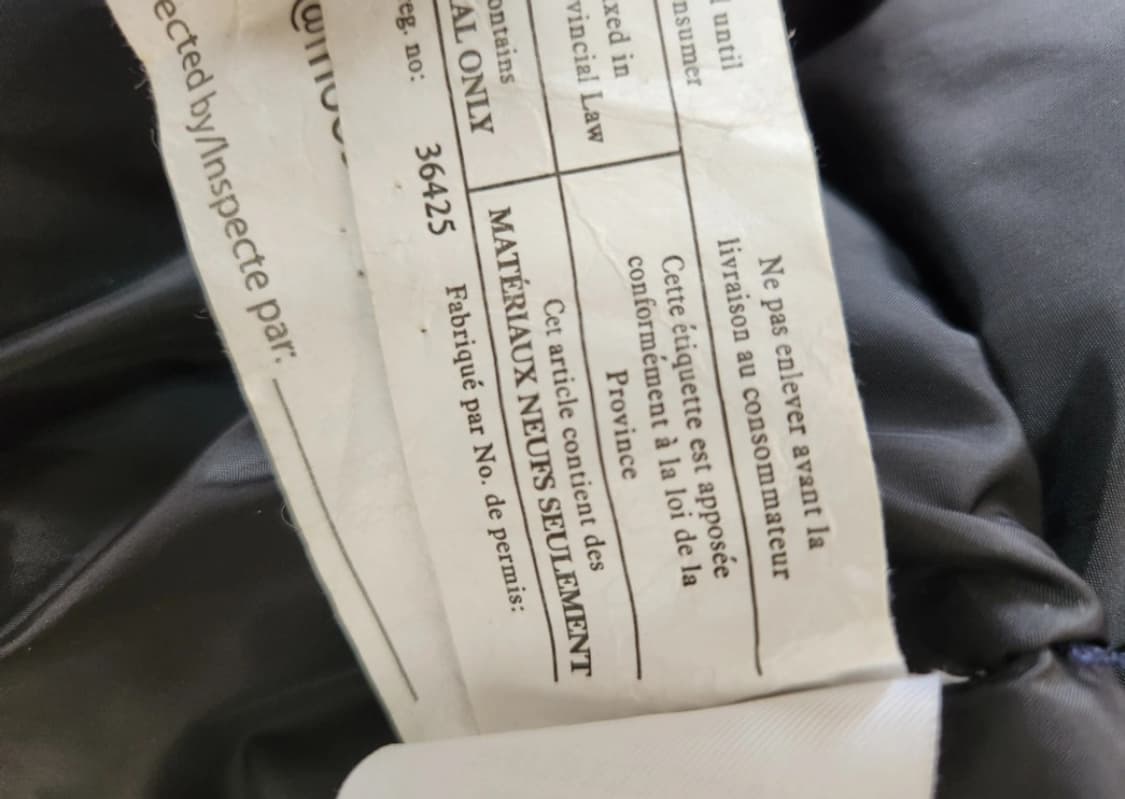 l until
nsumer
Ne pas enlever avant la
livraison au consommateur
xed in
vincial Law
Cette étiquette est apposée
conformément à la loi de la
Province
ontains
AL ONLY
Cet article contient des
MATÉRIAUX NEUFS SEULEMENT
eg. no: 36425 Fabriqué par No. de permis:
ected by/Inspecte par: